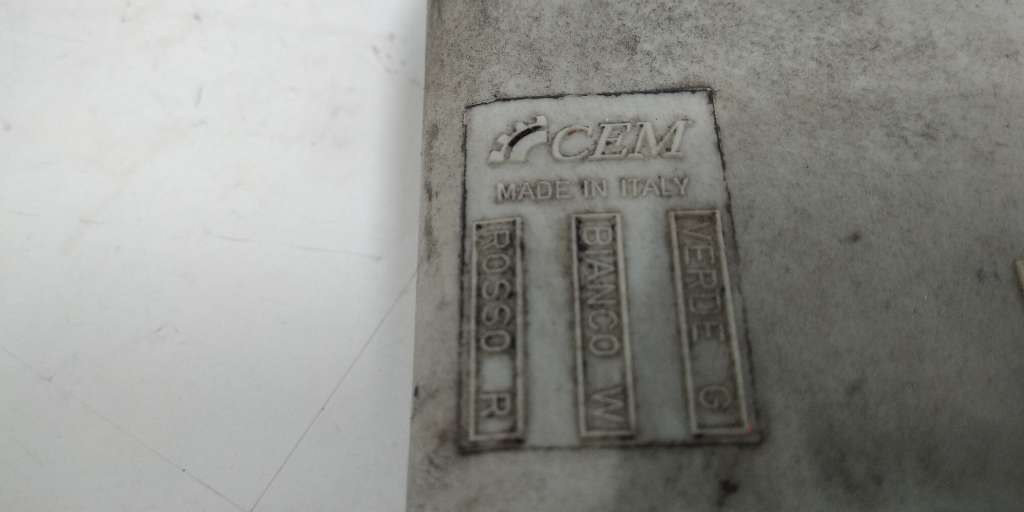 CEM
MADE IN ITALY
ROSSO R
BIANCO W
VERDE G